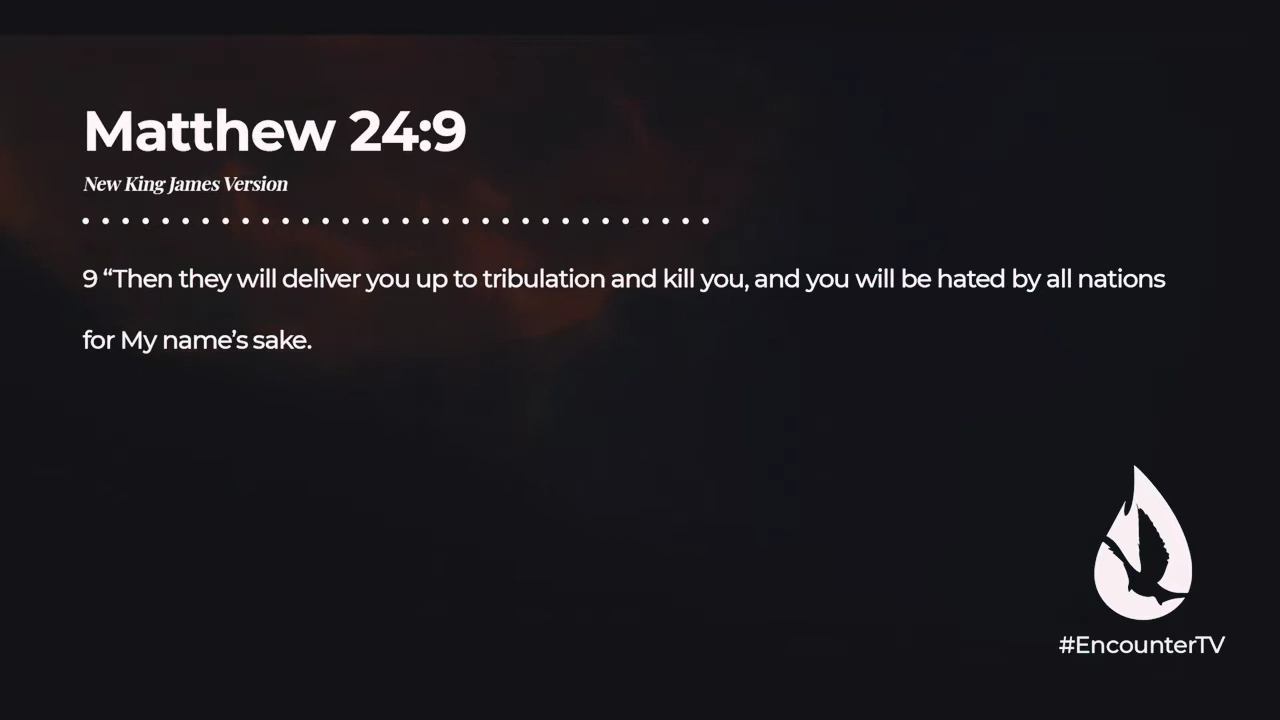 Matthew 24:9
New King James Version
9 “Then they will deliver you up to tribulation and kill you, and you will be hated by all nations
for My name’s sake.
#EncounterTV